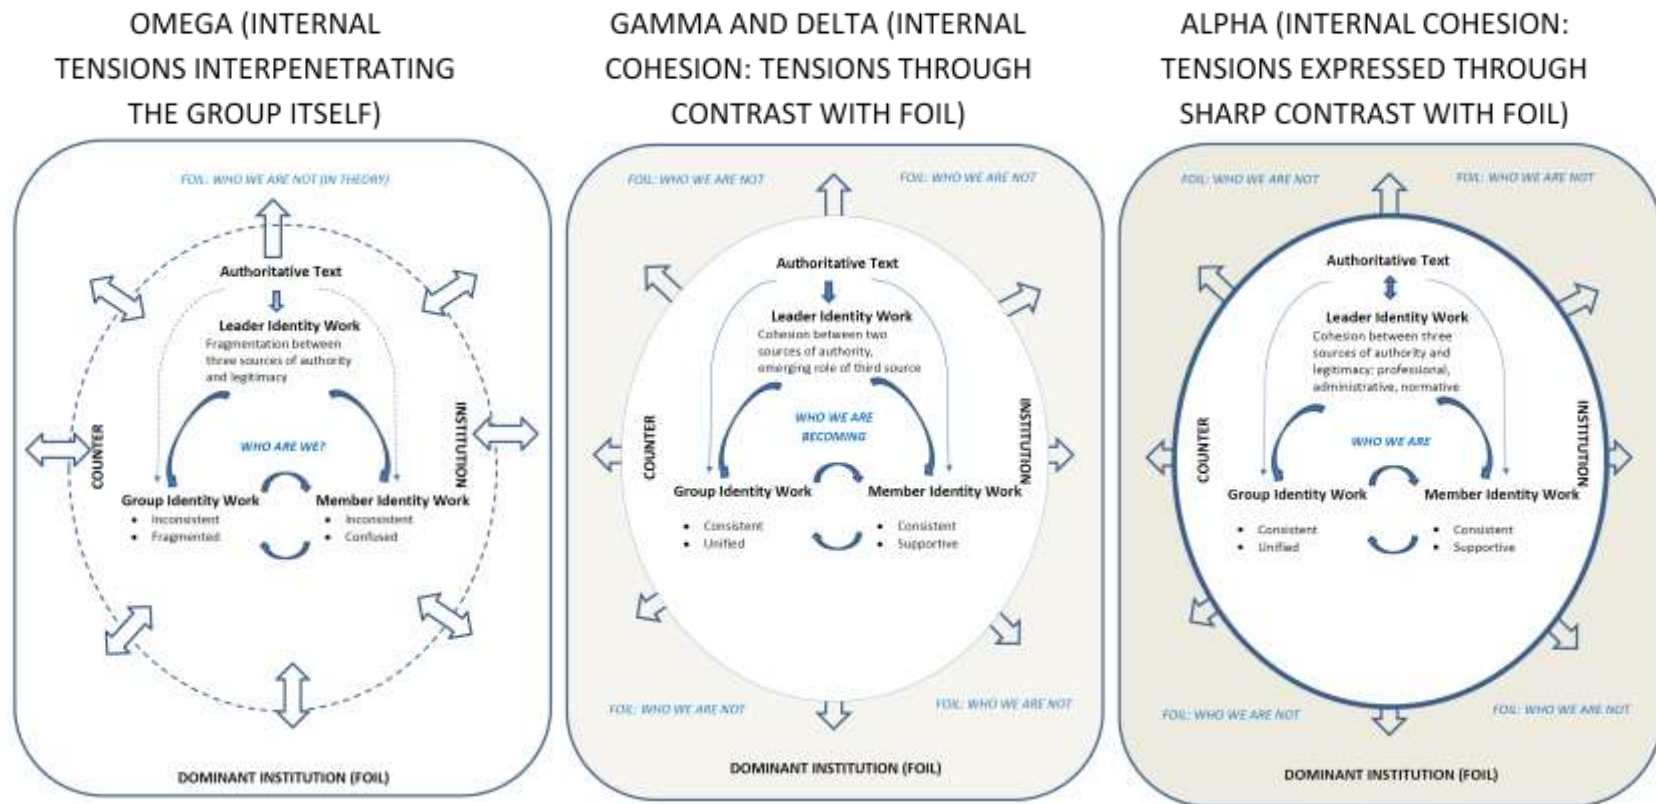 OMEGA (INTERNAL
TENSIONS INTERPENETRATING
THE GROUP ITSELF)
FOIL: WHO WE ARE NOT (IN THEORY)
Authoritative Text
Leader Identity Work
Fragmentation between
three sources of authority
and legitimacy
COUNTER
INSTITUTION
WHO ARE WE?
Group Identity Work
• Inconsistent
• Fragmented
Member Identity Work
• Inconsistent
• Confused
DOMINANT INSTITUTION (FOIL)
GAMMA AND DELTA (INTERNAL
COHESION: TENSIONS THROUGH
CONTRAST WITH FOIL)
FOIL: WHO WE ARE NOT
FOIL: WHO WE ARE NOT
Authoritative Text
Leader Identity Work
Cohesion between two
sources of authority,
emerging role of third source
COUNTER
INSTITUTION
WHO WE ARE
BECOMING
Group Identity Work
• Consistent
• Unified
Member Identity Work
• Consistent
• Supportive
FOIL: WHO WE ARE NOT
FOIL: WHO WE ARE NOT
DOMINANT INSTITUTION (FOIL)
ALPHA (INTERNAL COHESION:
TENSIONS EXPRESSED THROUGH
SHARP CONTRAST WITH FOIL)
FOIL: WHO WE ARE NOT
FOIL: WHO WE ARE NOT
Authoritative Text
Leader Identity Work
Cohesion between three
sources of authority and
legitimacy: professional,
administrative, normative
COUNTER
INSTITUTION
WHO WE ARE
Group Identity Work
• Consistent
• Unified
Member Identity Work
• Consistent
• Supportive
FOIL: WHO WE ARE NOT
FOIL: WHO WE ARE NOT
DOMINANT INSTITUTION (FOIL)